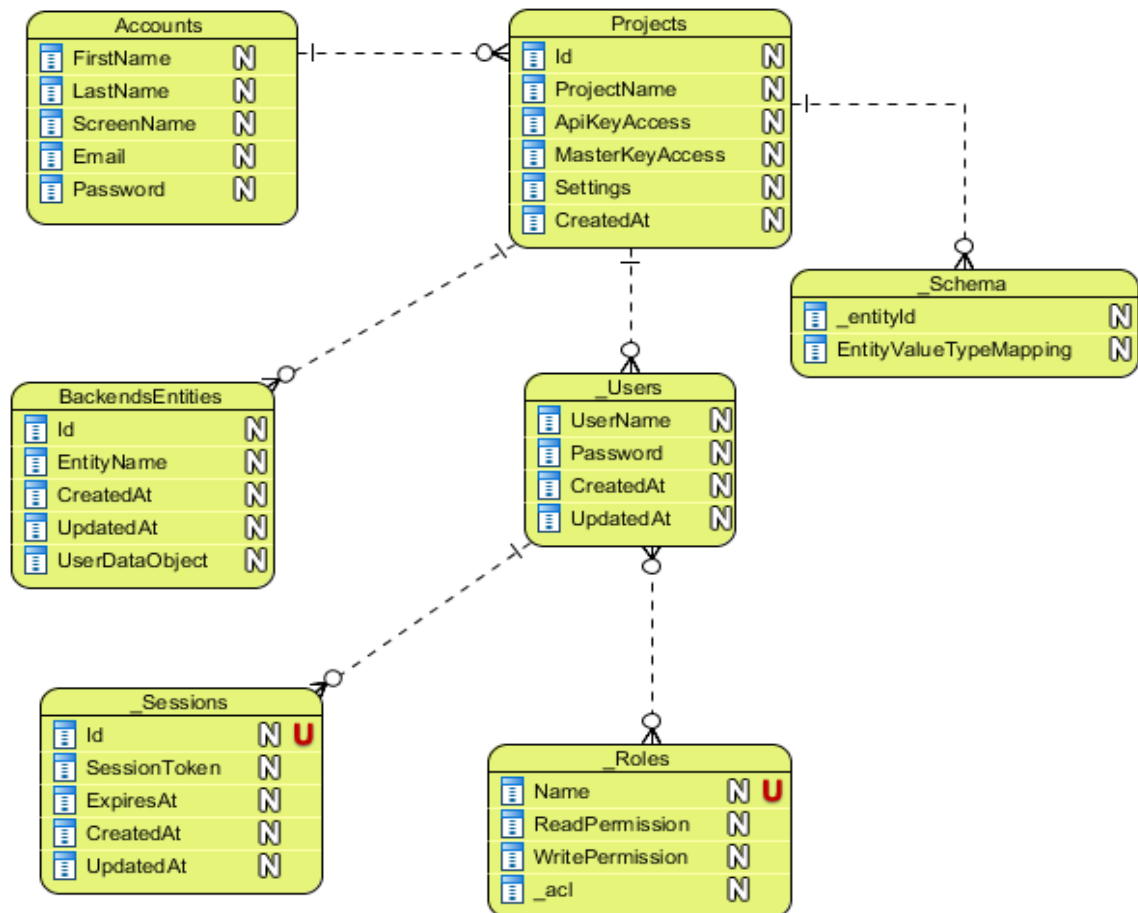 Accounts
FirstName N
LastName N
ScreenName N
Email N
Password N
Projects
Id N
ProjectName N
ApiKeyAccess N
MasterKeyAccess N
Settings N
CreatedAt N
_Schema
_entityId N
EntityValueTypeMapping N
BackendsEntities
Id N
EntityName N
CreatedAt N
UpdatedAt N
UserDataObject N
_Users
UserName N
Password N
CreatedAt N
UpdatedAt N
_Sessions
Id N U
SessionToken N
ExpiresAt N
CreatedAt N
UpdatedAt N
_Roles
Name N U
ReadPermission N
WritePermission N
_acl N